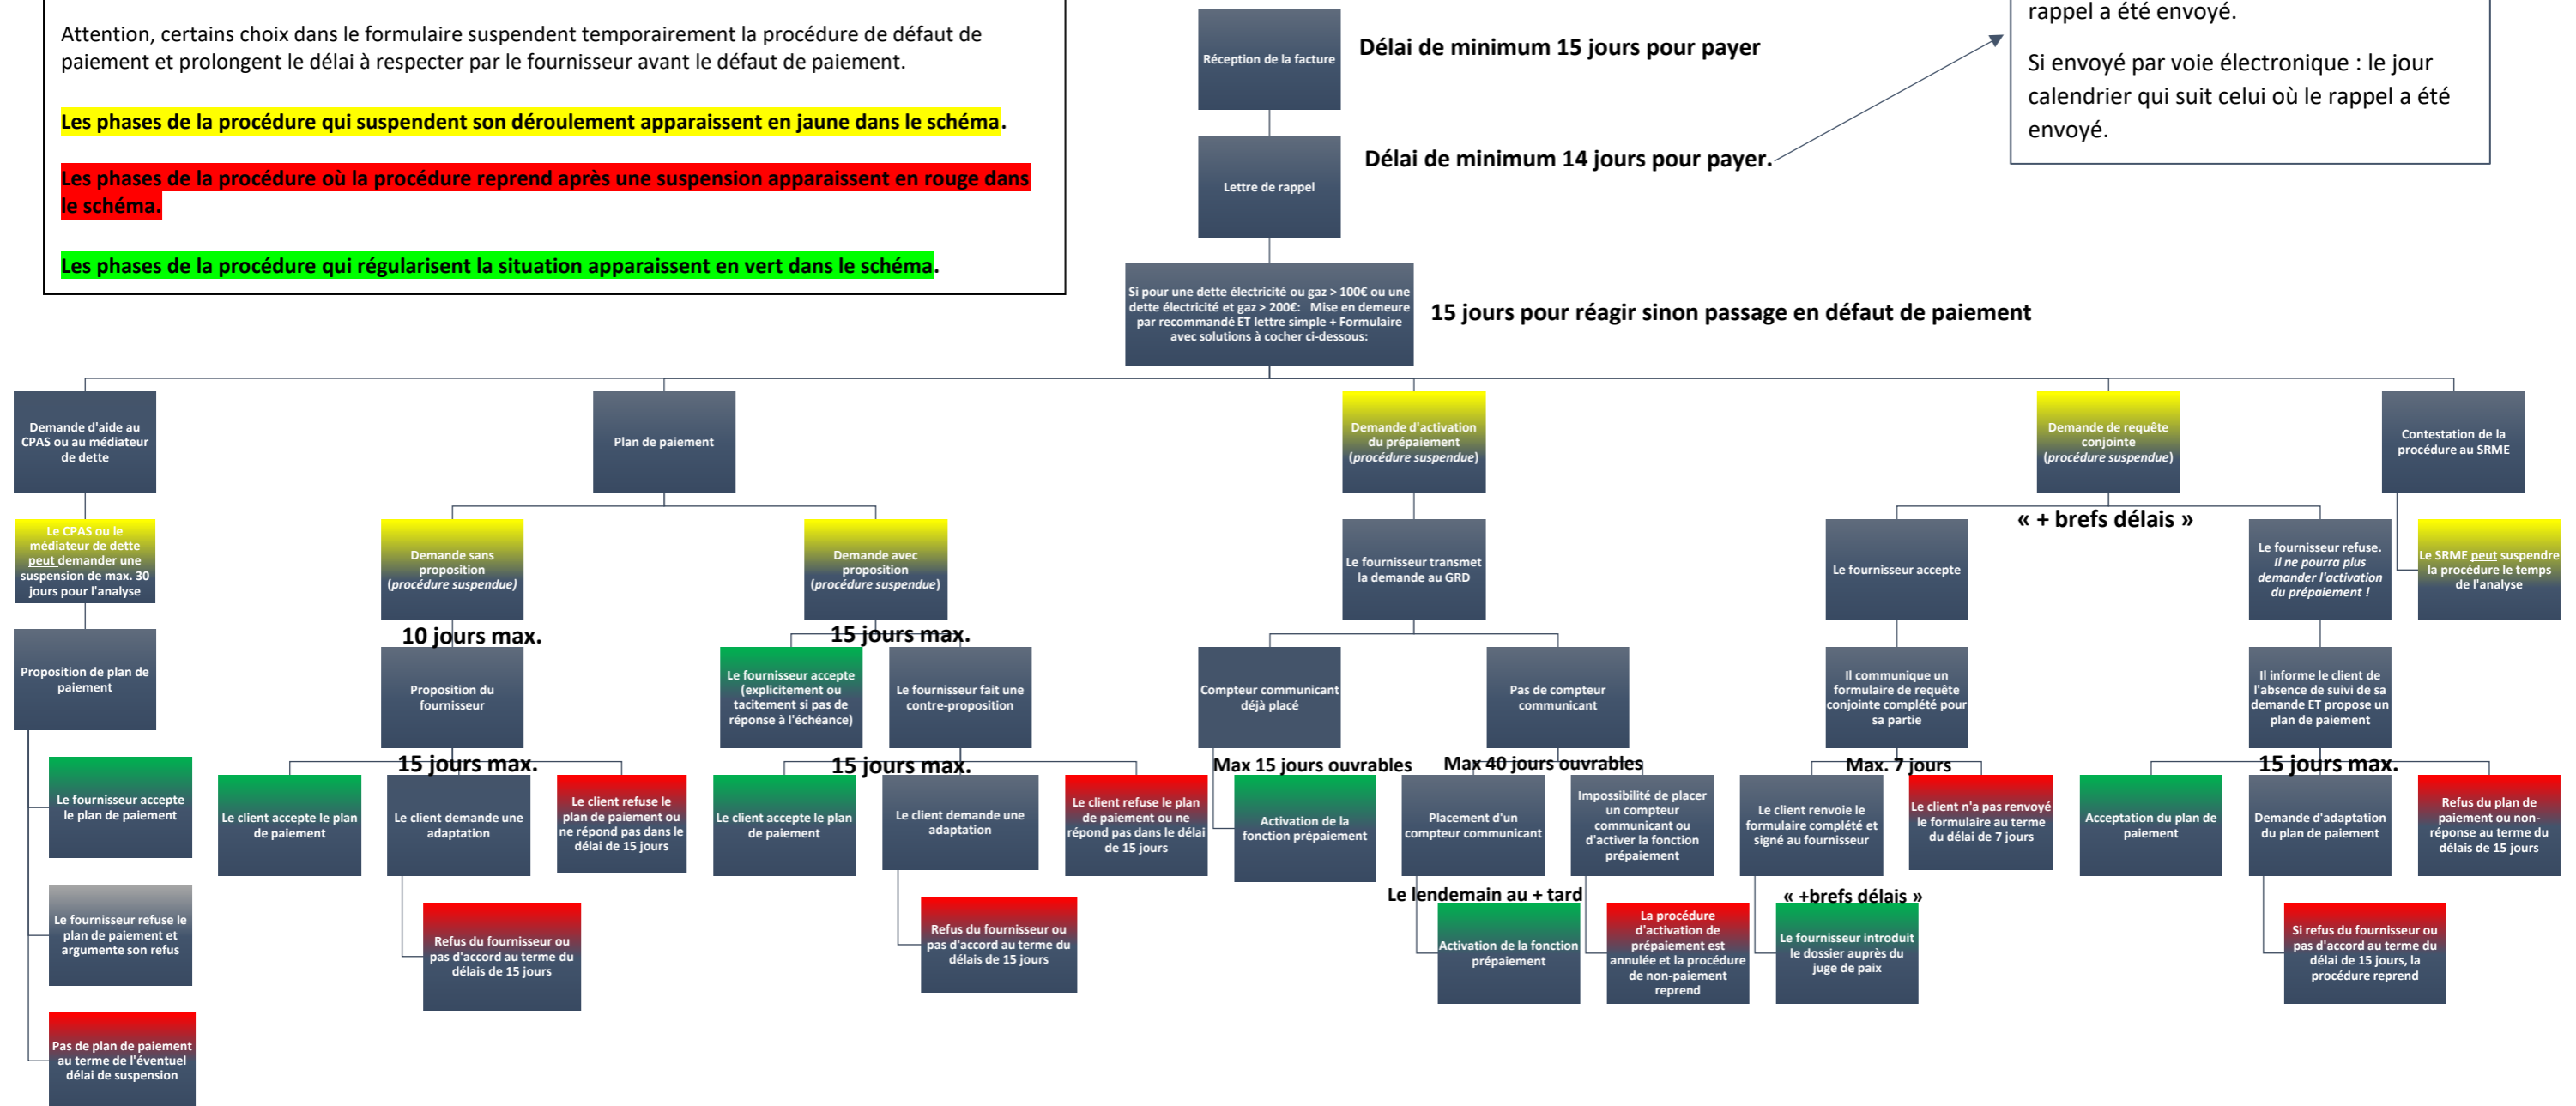 Attention, certains choix dans le formulaire suspendent temporairement la procédure de défaut de
paiement et prolongent le délai à respecter par le fournisseur avant le défaut de paiement.
Les phases de la procédure qui suspendent son déroulement apparaissent en jaune dans le schéma.
Les phases de la procédure où la procédure reprend après une suspension apparaissent en rouge dans
le schéma.
Les phases de la procédure qui régularisent la situation apparaissent en vert dans le schéma.
Réception de la facture
Délai de minimum 15 jours pour payer
rappel a été envoyé.
Si envoyé par voie électronique : le jour
calendrier qui suit celui où le rappel a été
envoyé.
Lettre de rappel
Délai de minimum 14 jours pour payer.
Si pour une dette électricité ou gaz > 100€ ou une
dette électricité et gaz > 200€: Mise en demeure
par recommandé ET lettre simple + Formulaire
avec solutions à cocher ci-dessous:
15 jours pour réagir sinon passage en défaut de paiement
Demande d'aide au
CPAS ou au médiateur
de dette
Le CPAS ou le
médiateur de dette
peut demander une
suspension de max. 30
jours pour l'analyse
Proposition de plan de
paiement
Le fournisseur accepte
le plan de paiement
Le fournisseur refuse le
plan de paiement et
argumente son refus
Pas de plan de paiement
au terme de l'éventuel
délai de suspension
Plan de paiement
Demande sans
proposition
(procédure suspendue)
10 jours max.
Proposition du
fournisseur
15 jours max.
Le client accepte le plan
de paiement
Le client demande une
adaptation
Le client refuse le
plan de paiement ou
ne répond pas dans le
délai de 15 jours
Refus du fournisseur ou
pas d'accord au terme du
délais de 15 jours
Demande avec
proposition
(procédure suspendue)
15 jours max.
Le fournisseur accepte
(explicitement ou
tacitement si pas de
réponse à l'échéance)
Le fournisseur fait une
contre-proposition
15 jours max.
Le client accepte le plan
de paiement
Le client demande une
adaptation
Le client refuse le plan
de paiement ou ne
répond pas dans le délai
de 15 jours
Refus du fournisseur ou
pas d'accord au terme du
délais de 15 jours
Demande d'activation
du prépaiement
(procédure suspendue)
Le fournisseur transmet
la demande au GRD
Compteur communicant
déjà placé
Max 15 jours ouvrables
Activation de la
fonction prépaiement
Pas de compteur
communicant
Max 40 jours ouvrables
Placement d'un
compteur communicant
Le lendemain au + tard
Activation de la fonction
prépaiement
Impossibilité de placer
un compteur
communicant ou
d'activer la fonction
prépaiement
La procédure
d'activation de
prépaiement est
annulée et la procédure
de non-paiement
reprend
Demande de requête
conjointe
(procédure suspendue)
« + brefs délais »
Le fournisseur accepte
Il communique un
formulaire de requête
conjointe complété pour
sa partie
Max. 7 jours
Le client renvoie le
formulaire complété et
signé au fournisseur
« +brefs délais »
Le fournisseur introduit
le dossier auprès du
juge de paix
Le client n'a pas renvoyé
le formulaire au terme
du délai de 7 jours
Le fournisseur refuse.
Il ne pourra plus
demander l'activation
du prépaiement !
Il informe le client de
l'absence de suivi de sa
demande ET propose un
plan de paiement
15 jours max.
Acceptation du plan de
paiement
Demande d'adaptation
du plan de paiement
Refus du plan de
paiement ou non-
réponse au terme du
délais de 15 jours
Si refus du fournisseur ou
pas d'accord au terme du
délai de 15 jours, la
procédure reprend
Contestation de la
procédure au SRME
Le SRME peut suspendre
la procédure le temps
de l'analyse